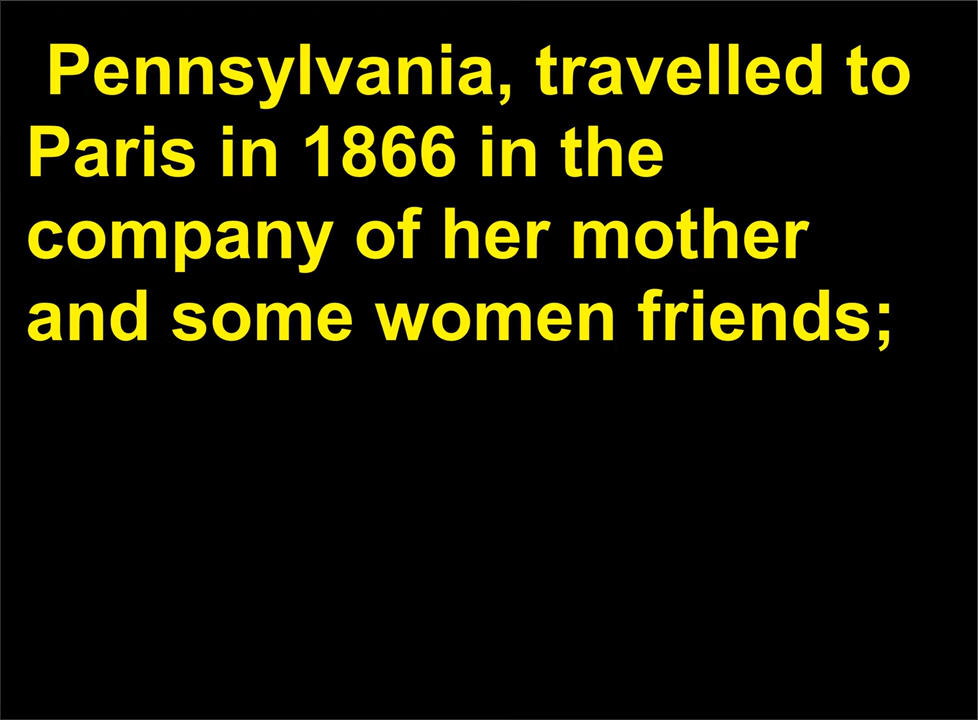 Pennsylvania, travelled to
Paris in 1866 in the
company of her mother
and some women friends;